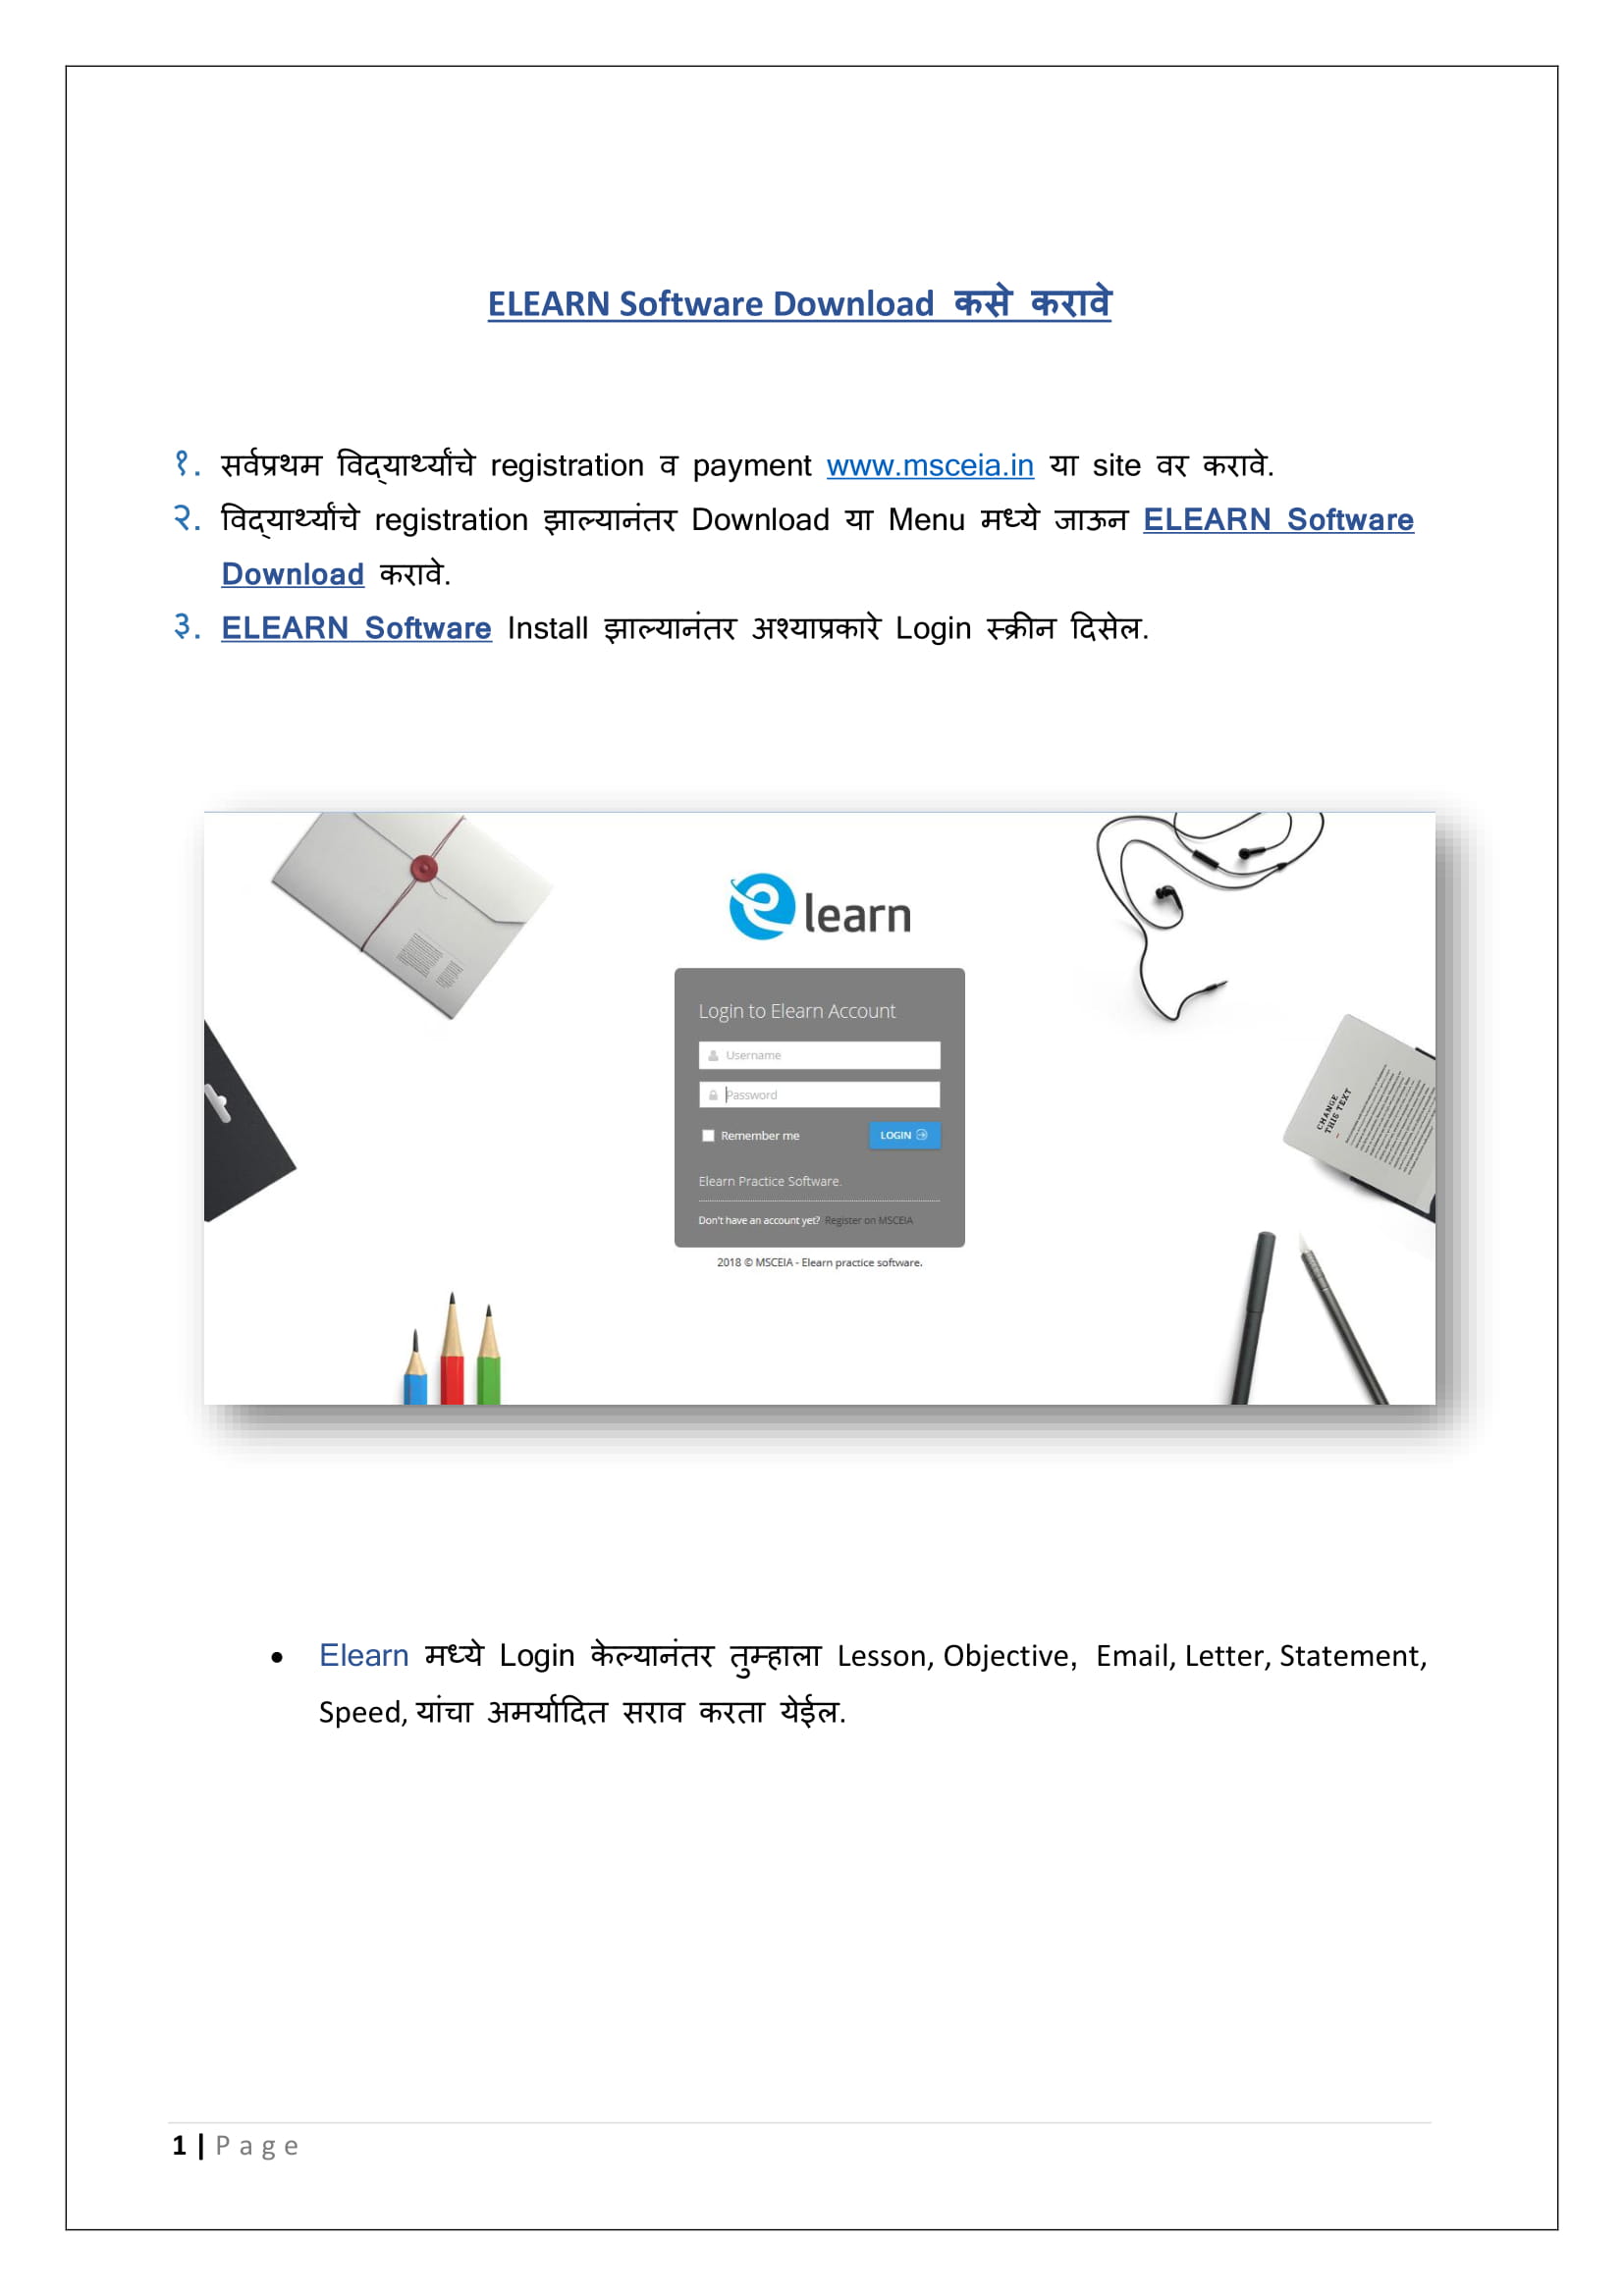 ELEARN Software Download कसे करावे
१. सर्वप्रथम विद्यार्थ्यांचे registration व payment www.msceia.in या site वर करावे.
२. विद्यार्थ्यांचे registration झाल्यानंतर Download या Menu मध्ये जाऊन ELEARN Software
Download करावे.
३. ELEARN Software Install झाल्यानंतर अश्याप्रकारे Login स्क्रीन दिसेल.
e learn
Login to Elearn Account
Username
Password
Remember me
LOGIN
Elearn Practice Software.
Don't have an account yet? Register on MSCEIA
2018 © MSCEIA - Elearn practice software.
CHANGE
THIS TEXT
• Elearn मध्ये Login केल्यानंतर तुम्हाला Lesson, Objective, Email, Letter, Statement,
Speed, यांचा अमर्यादित सराव करता येईल.
1 | Page